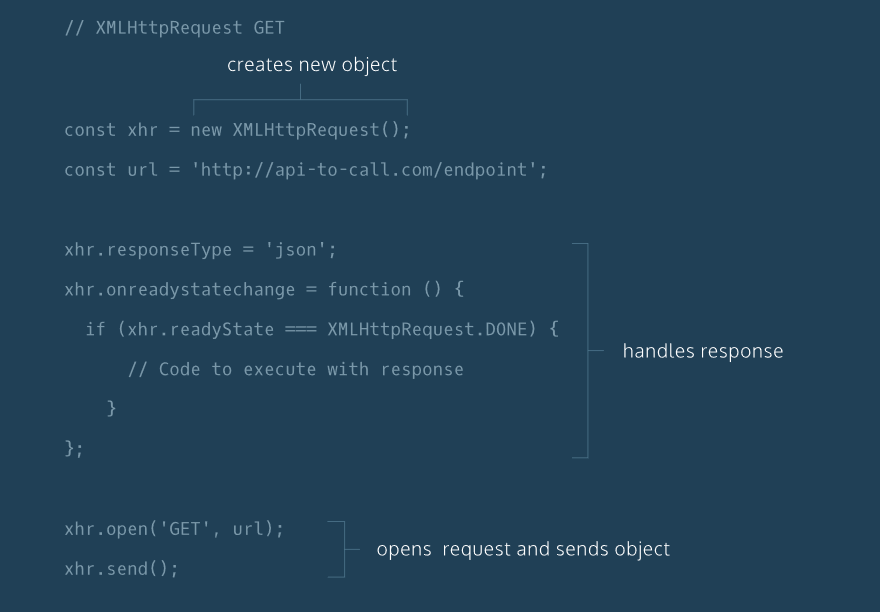 // XMLHttpRequest GET
creates new object
const xhr = new XMLHttpRequest();
const url = 'http://api-to-call.com/endpoint';
xhr.responseType = 'json';
xhr.onreadystatechange = function () {
if (xhr.readyState === XMLHttpRequest.DONE) {
handles response
// Code to execute with response
}
};
xhr.open('GET', url);
opens request and sends object
xhr.send();